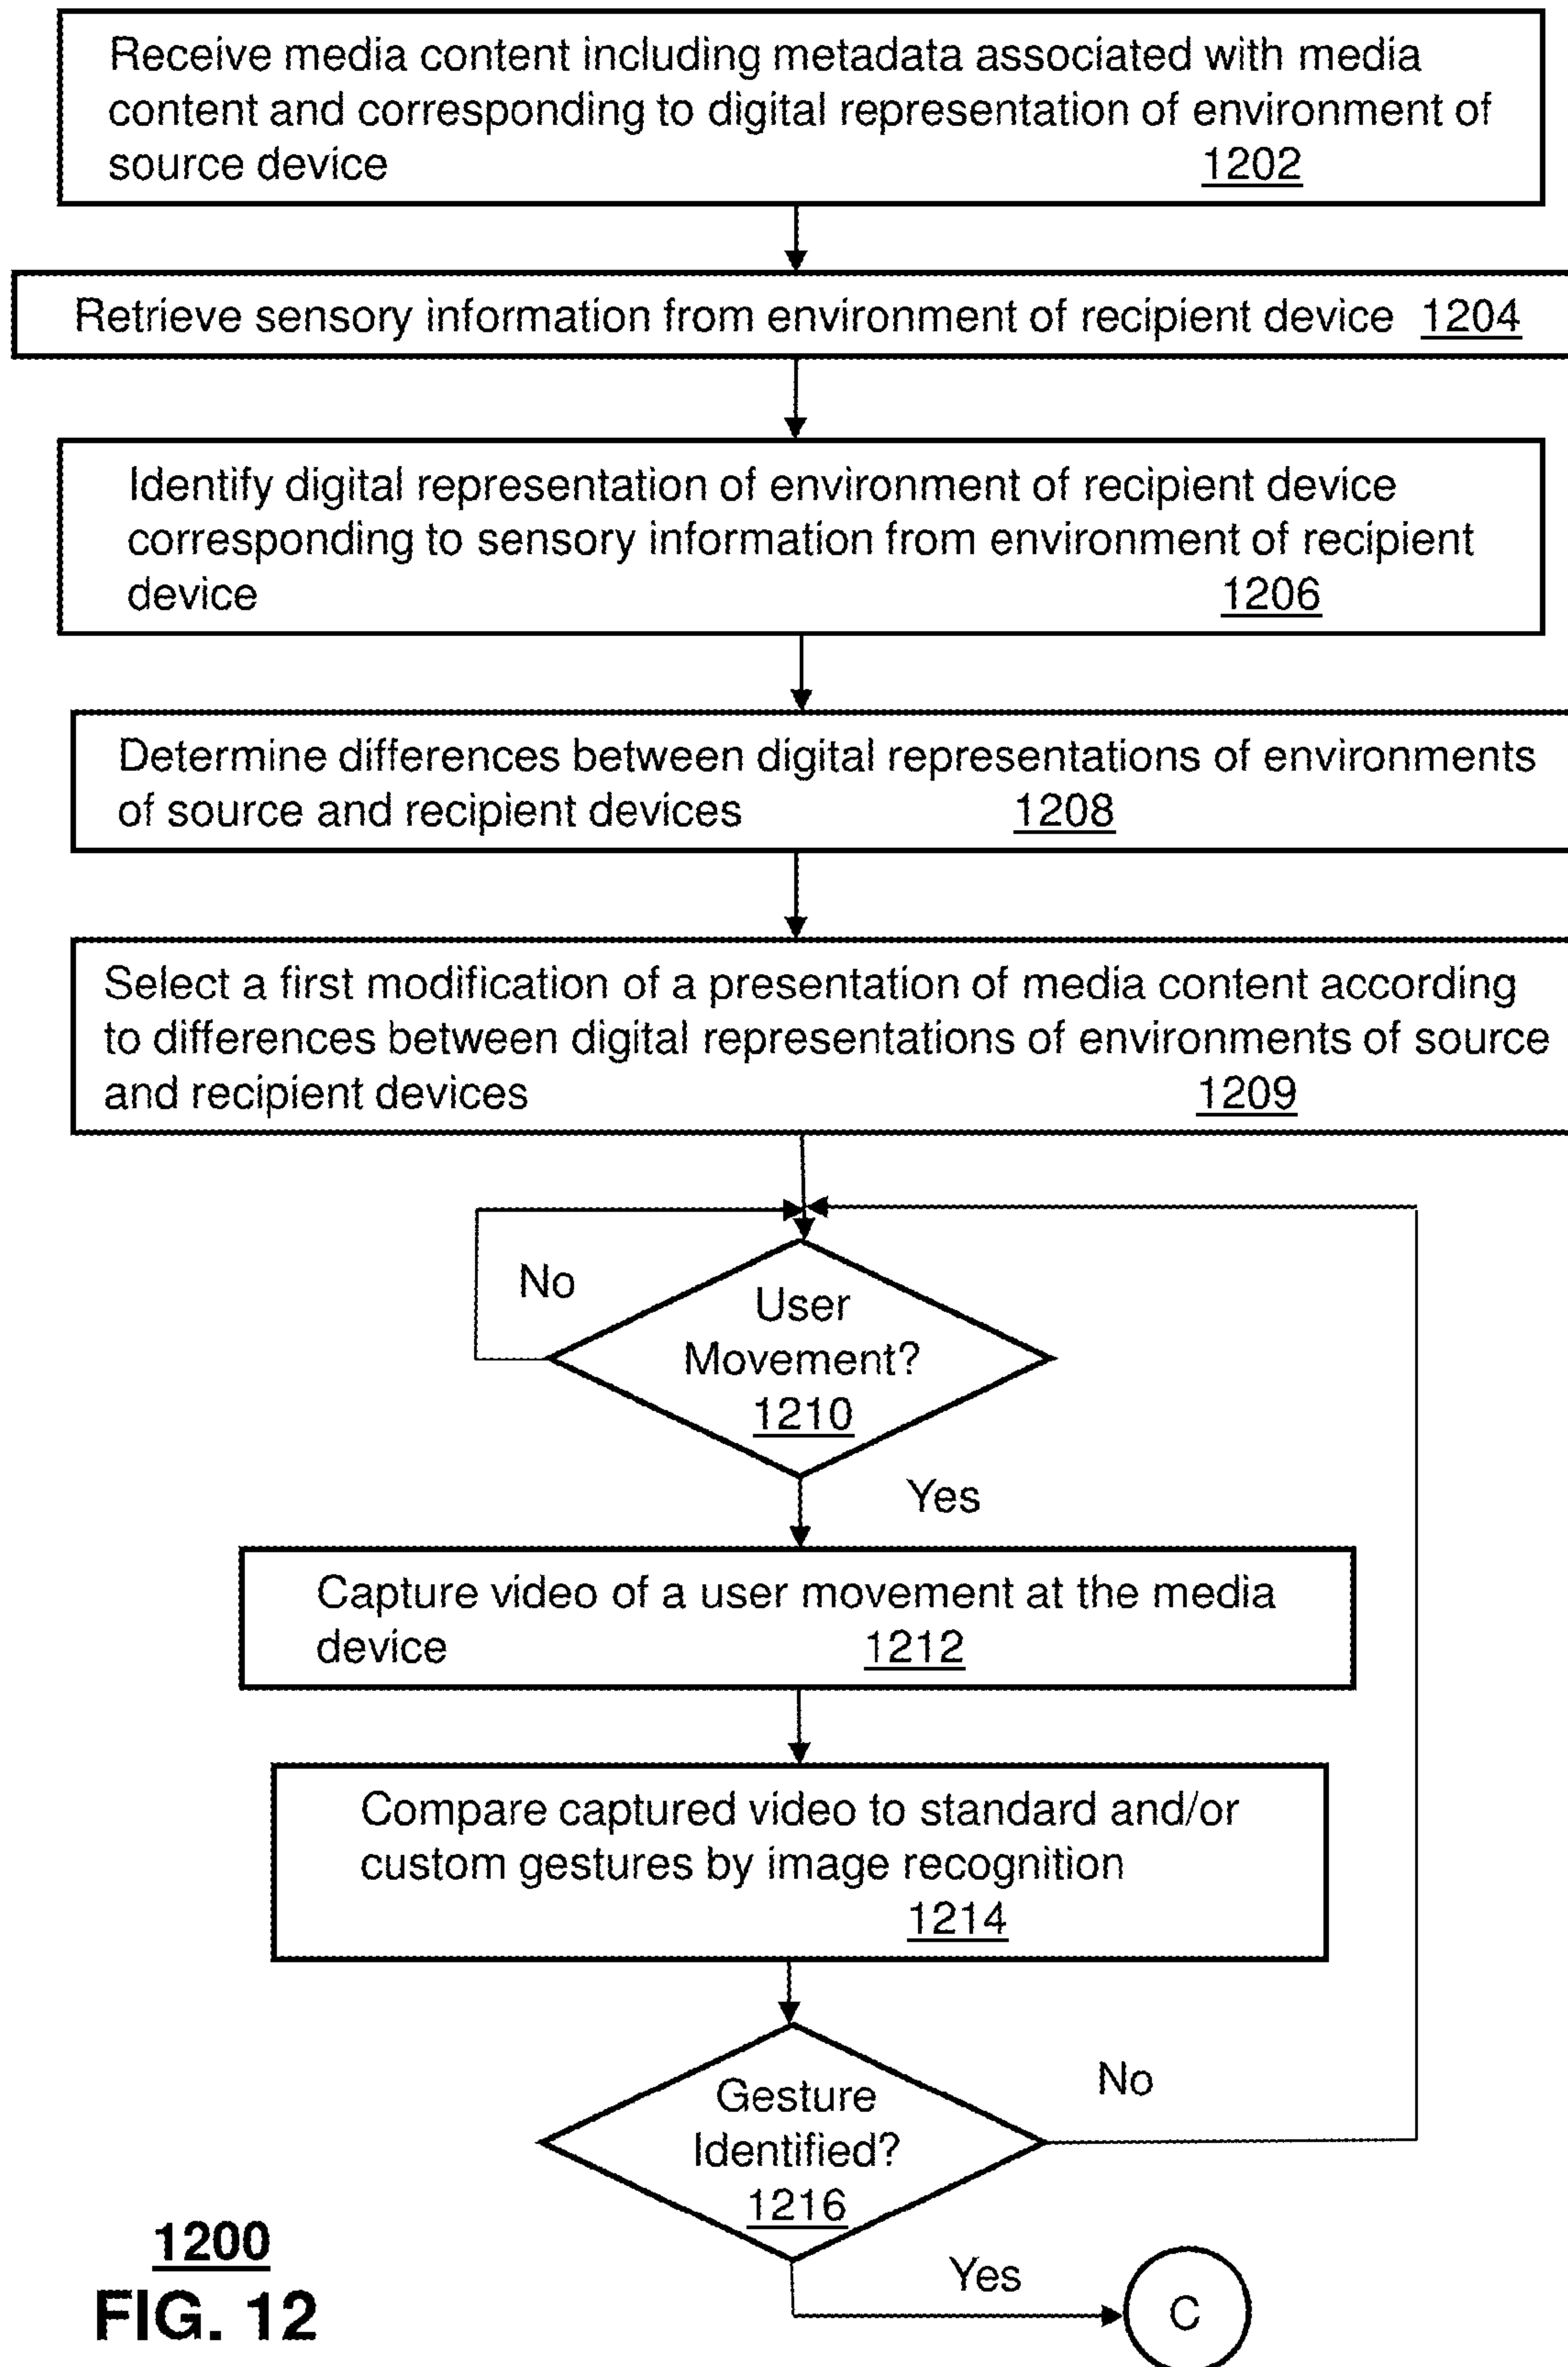 Receive media content including metadata associated with media
content and corresponding to digital representation of environment of
source device 1202
Retrieve sensory information from environment of recipient device 1204
Identify digital representation of environment of recipient device
corresponding to sensory information from environment of recipient
device 1206
Determine differences between digital representations of environments
of source and recipient devices 1208
Select a first modification of a presentation of media content according
to differences between digital representations of environments of source
and recipient devices 1209
No
User
Movement?
1210
Yes
Capture video of a user movement at the media
device 1212
Compare captured video to standard and/or
custom gestures by image recognition
1214
No
Gesture
Identified?
1216
Yes
C
1200
FIG. 12